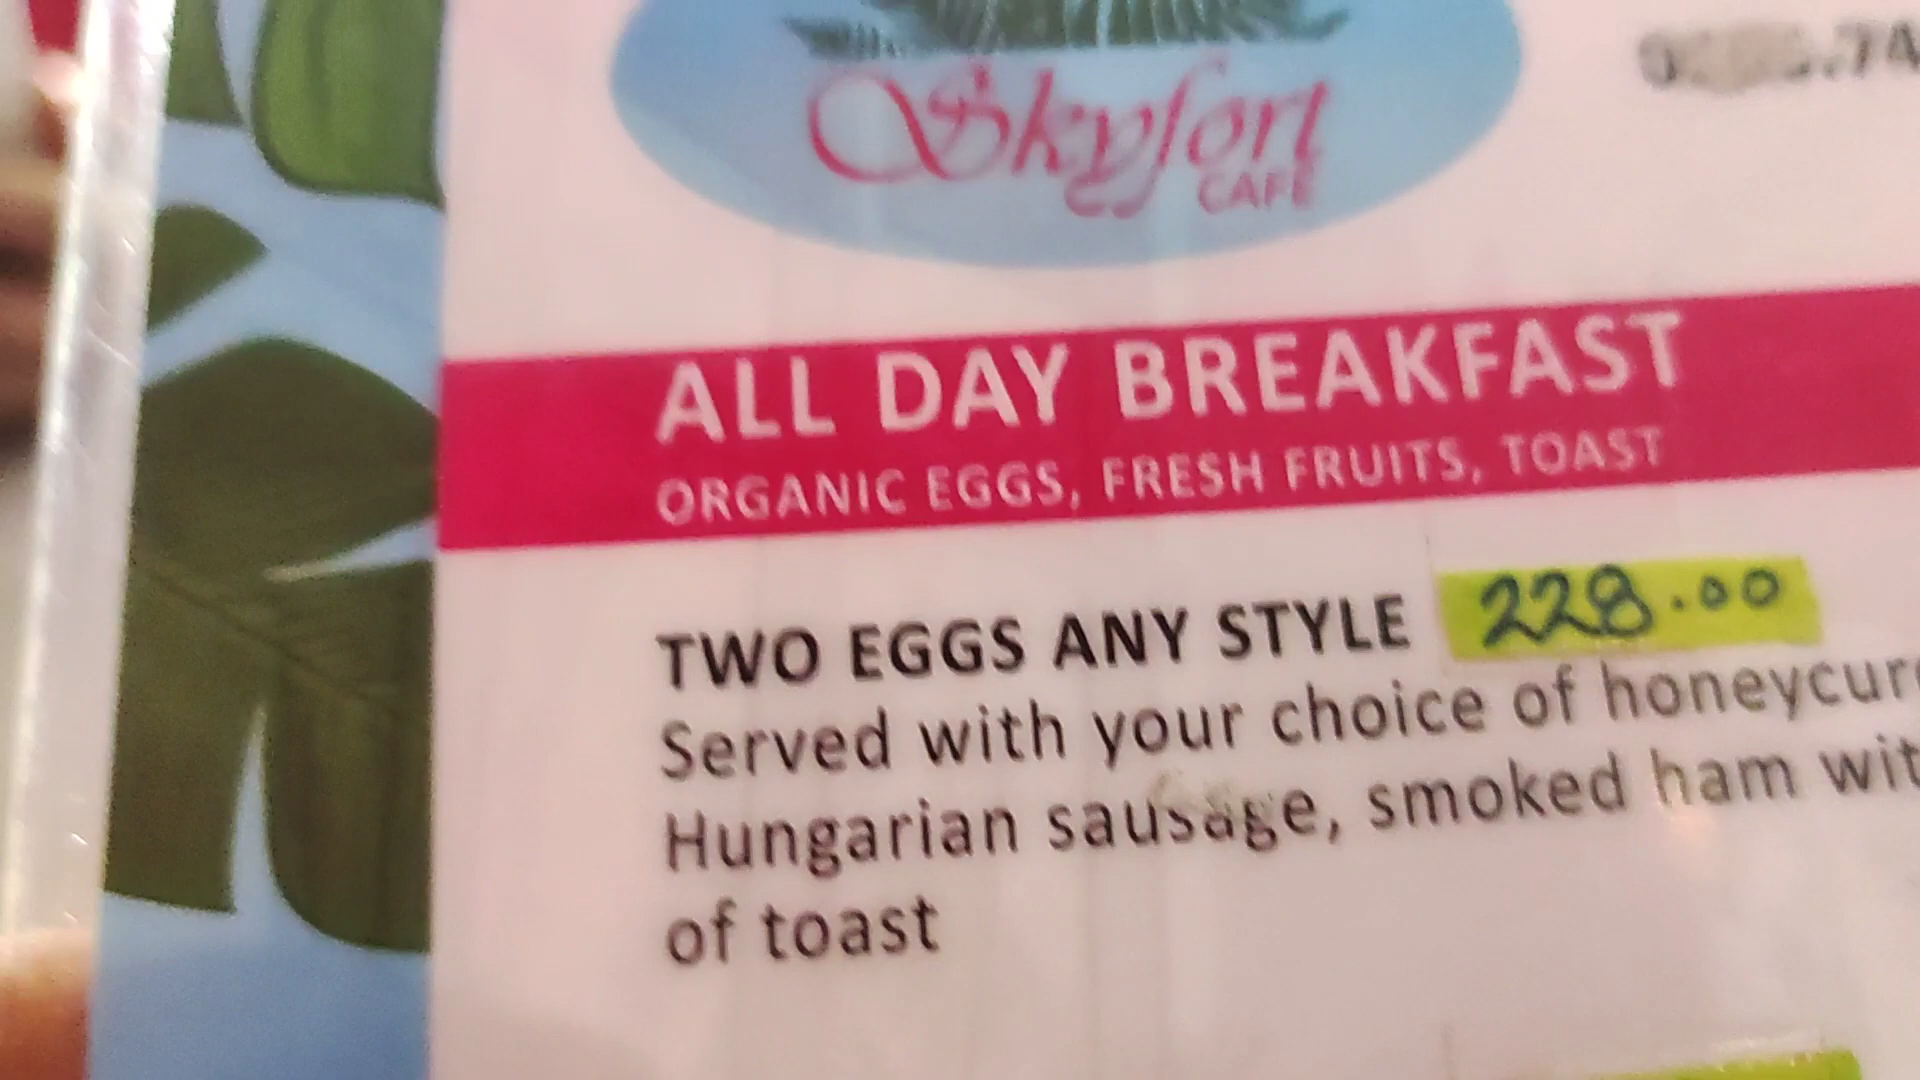 Skyfort
CAFE
ALL DAY BREAKFAST
ORGANIC EGGS, FRESH FRUITS, TOAST
TWO EGGS ANY STYLE 228.00
Served with your choice of honeycur
Hungarian sausage, smoked ham wit
of toast